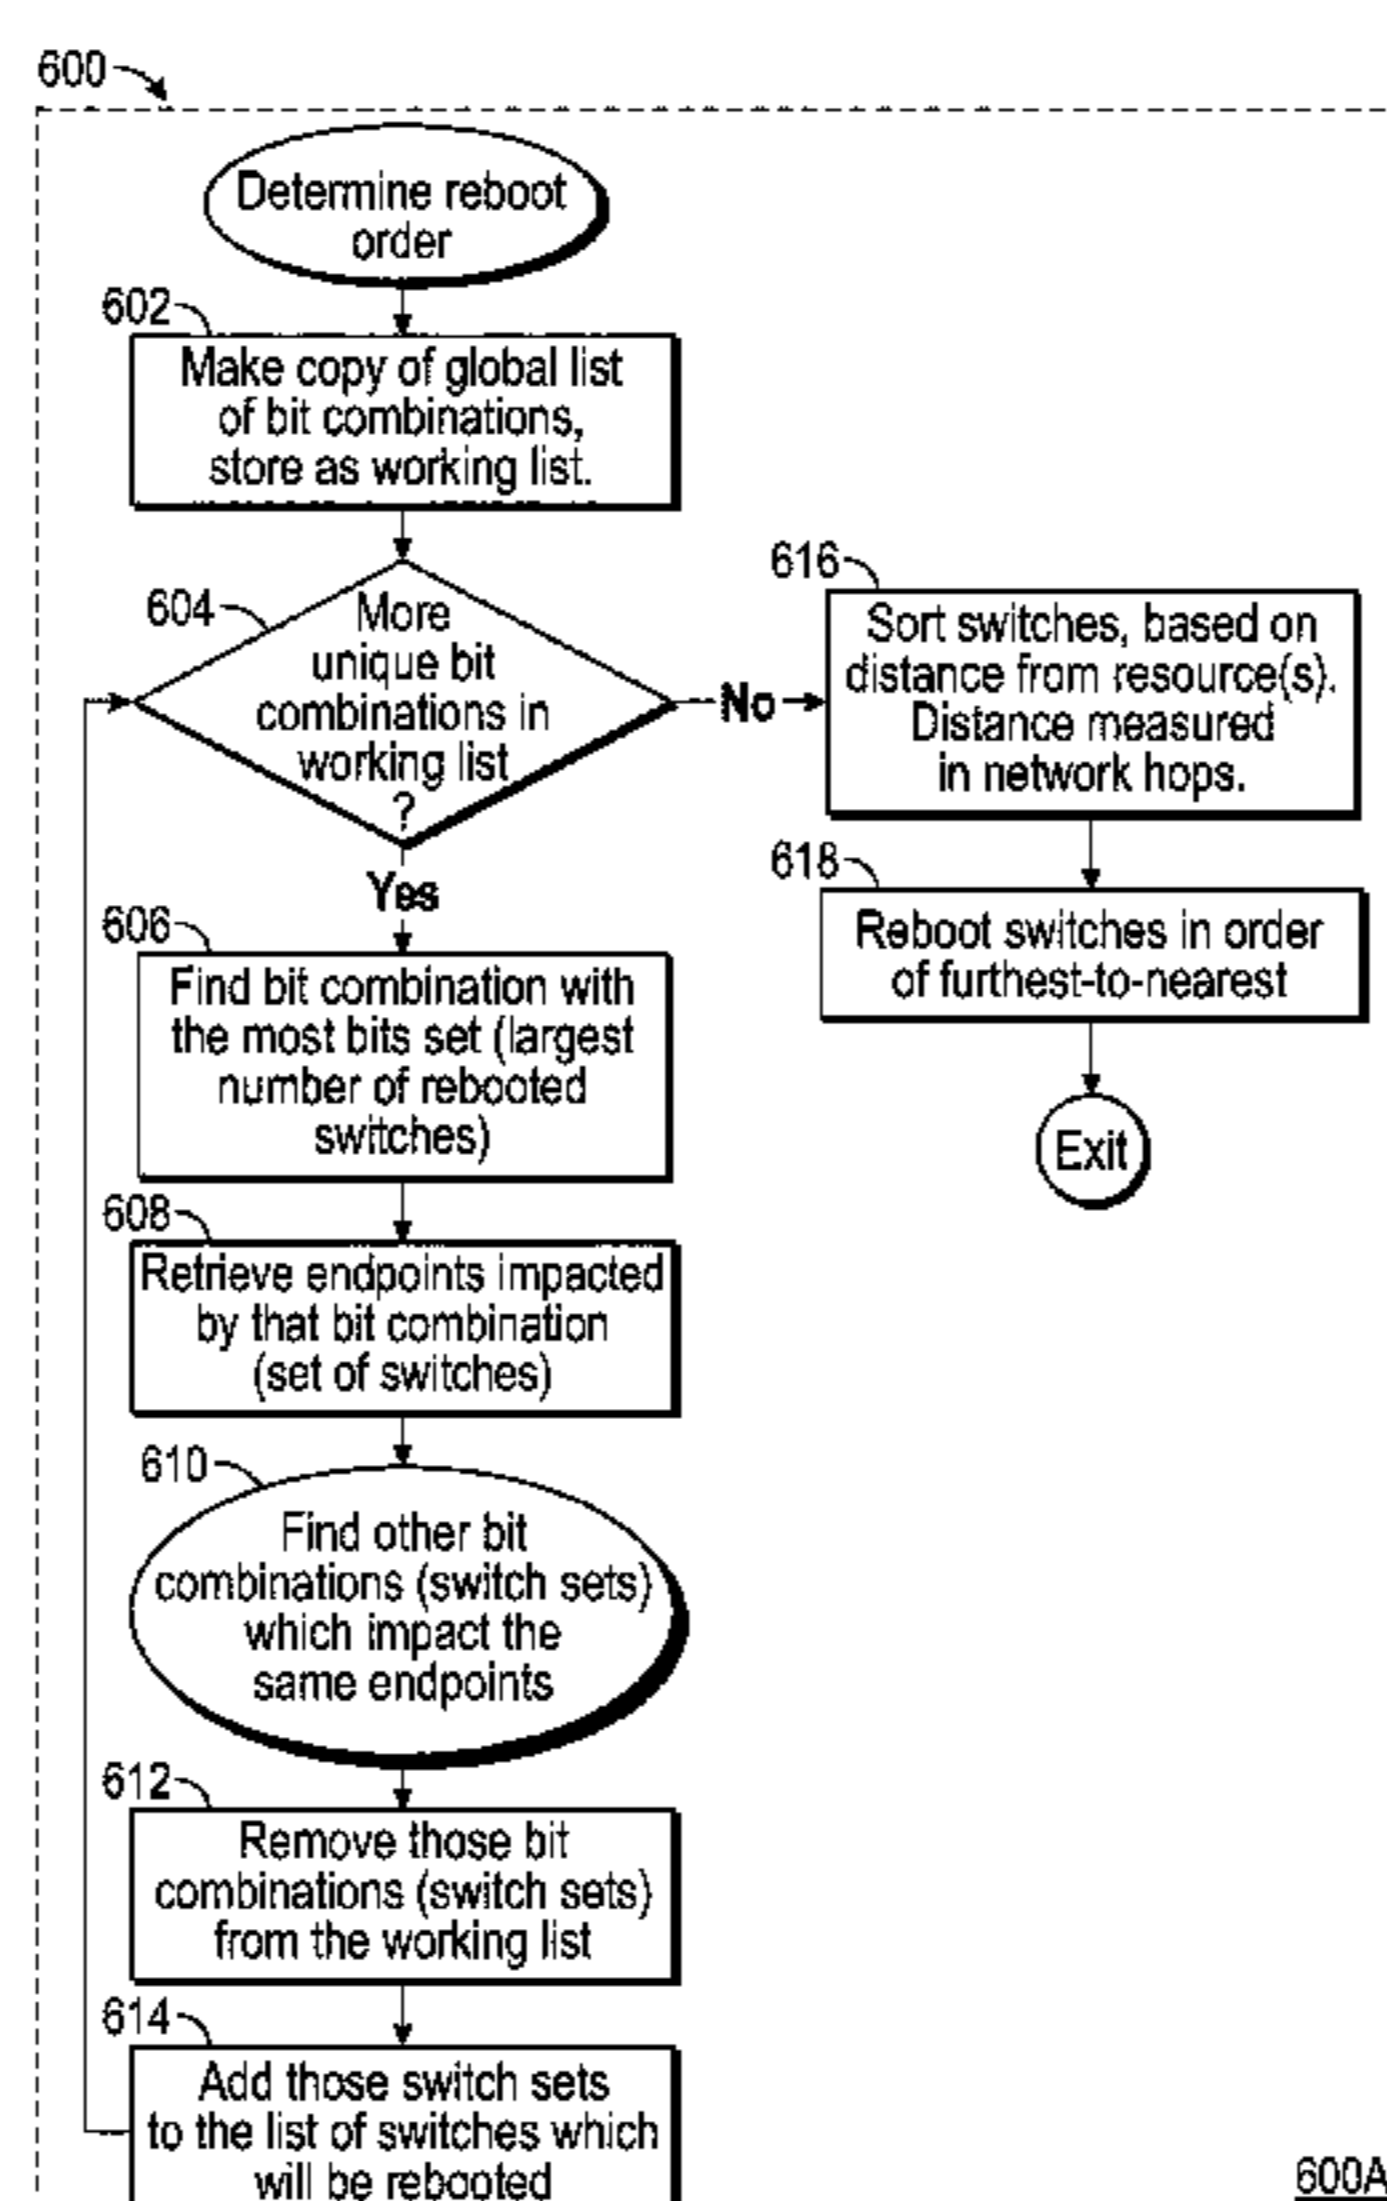 600
Determine reboot
order
602
Make copy of global list
of bit combinations,
store as working list.
604
More
unique bit
combinations in
working list
?
No
Yes
606
Find bit combination with
the most bits set (largest
number of rebooted
switches)
608
Retrieve endpoints impacted
by that bit combination
(set of switches)
610
Find other bit
combinations (switch sets)
which impact the
same endpoints
612
Remove those bit
combinations (switch sets)
from the working list
614
Add those switch sets
to the list of switches which
will be rebooted
616
Sort switches, based on
distance from resource(s).
Distance measured
in network hops.
618
Reboot switches in order
of furthest-to-nearest
Exit
600A